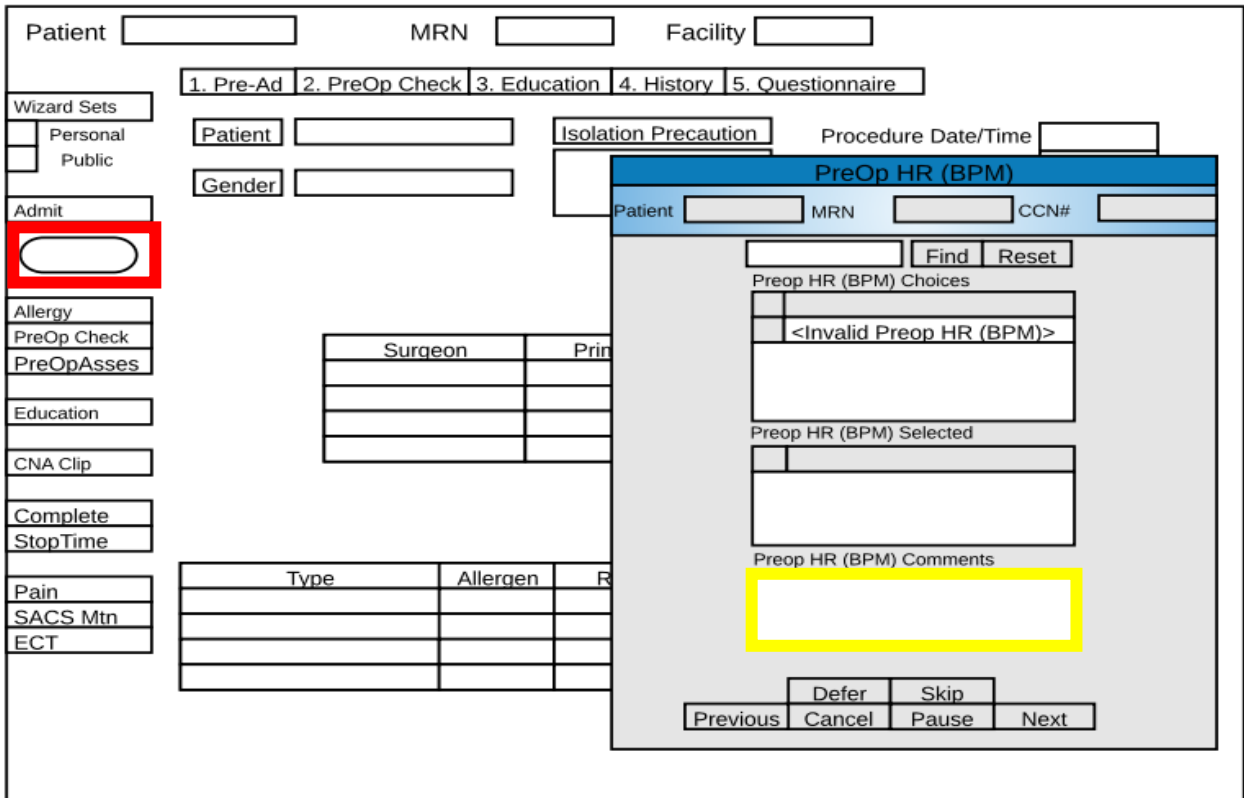 Patient MRN Facility
1. Pre-Ad 2. PreOp Check 3. Education 4. History 5. Questionnaire
Wizard Sets
Personal
Public
Admit
Allergy
PreOp Check
PreOpAsses
Education
CNA Clip
Complete
StopTime
Pain
SACS Mtn
ECT
Patient
Gender
Isolation Precaution
Procedure Date/Time
Surgeon Prin
Type Allergen R
PreOp HR (BPM)
Patient MRN CCN#
Find Reset
Preop HR (BPM) Choices
<Invalid Preop HR (BPM)>
Preop HR (BPM) Selected
Preop HR (BPM) Comments
Defer Skip
Previous Cancel Pause Next